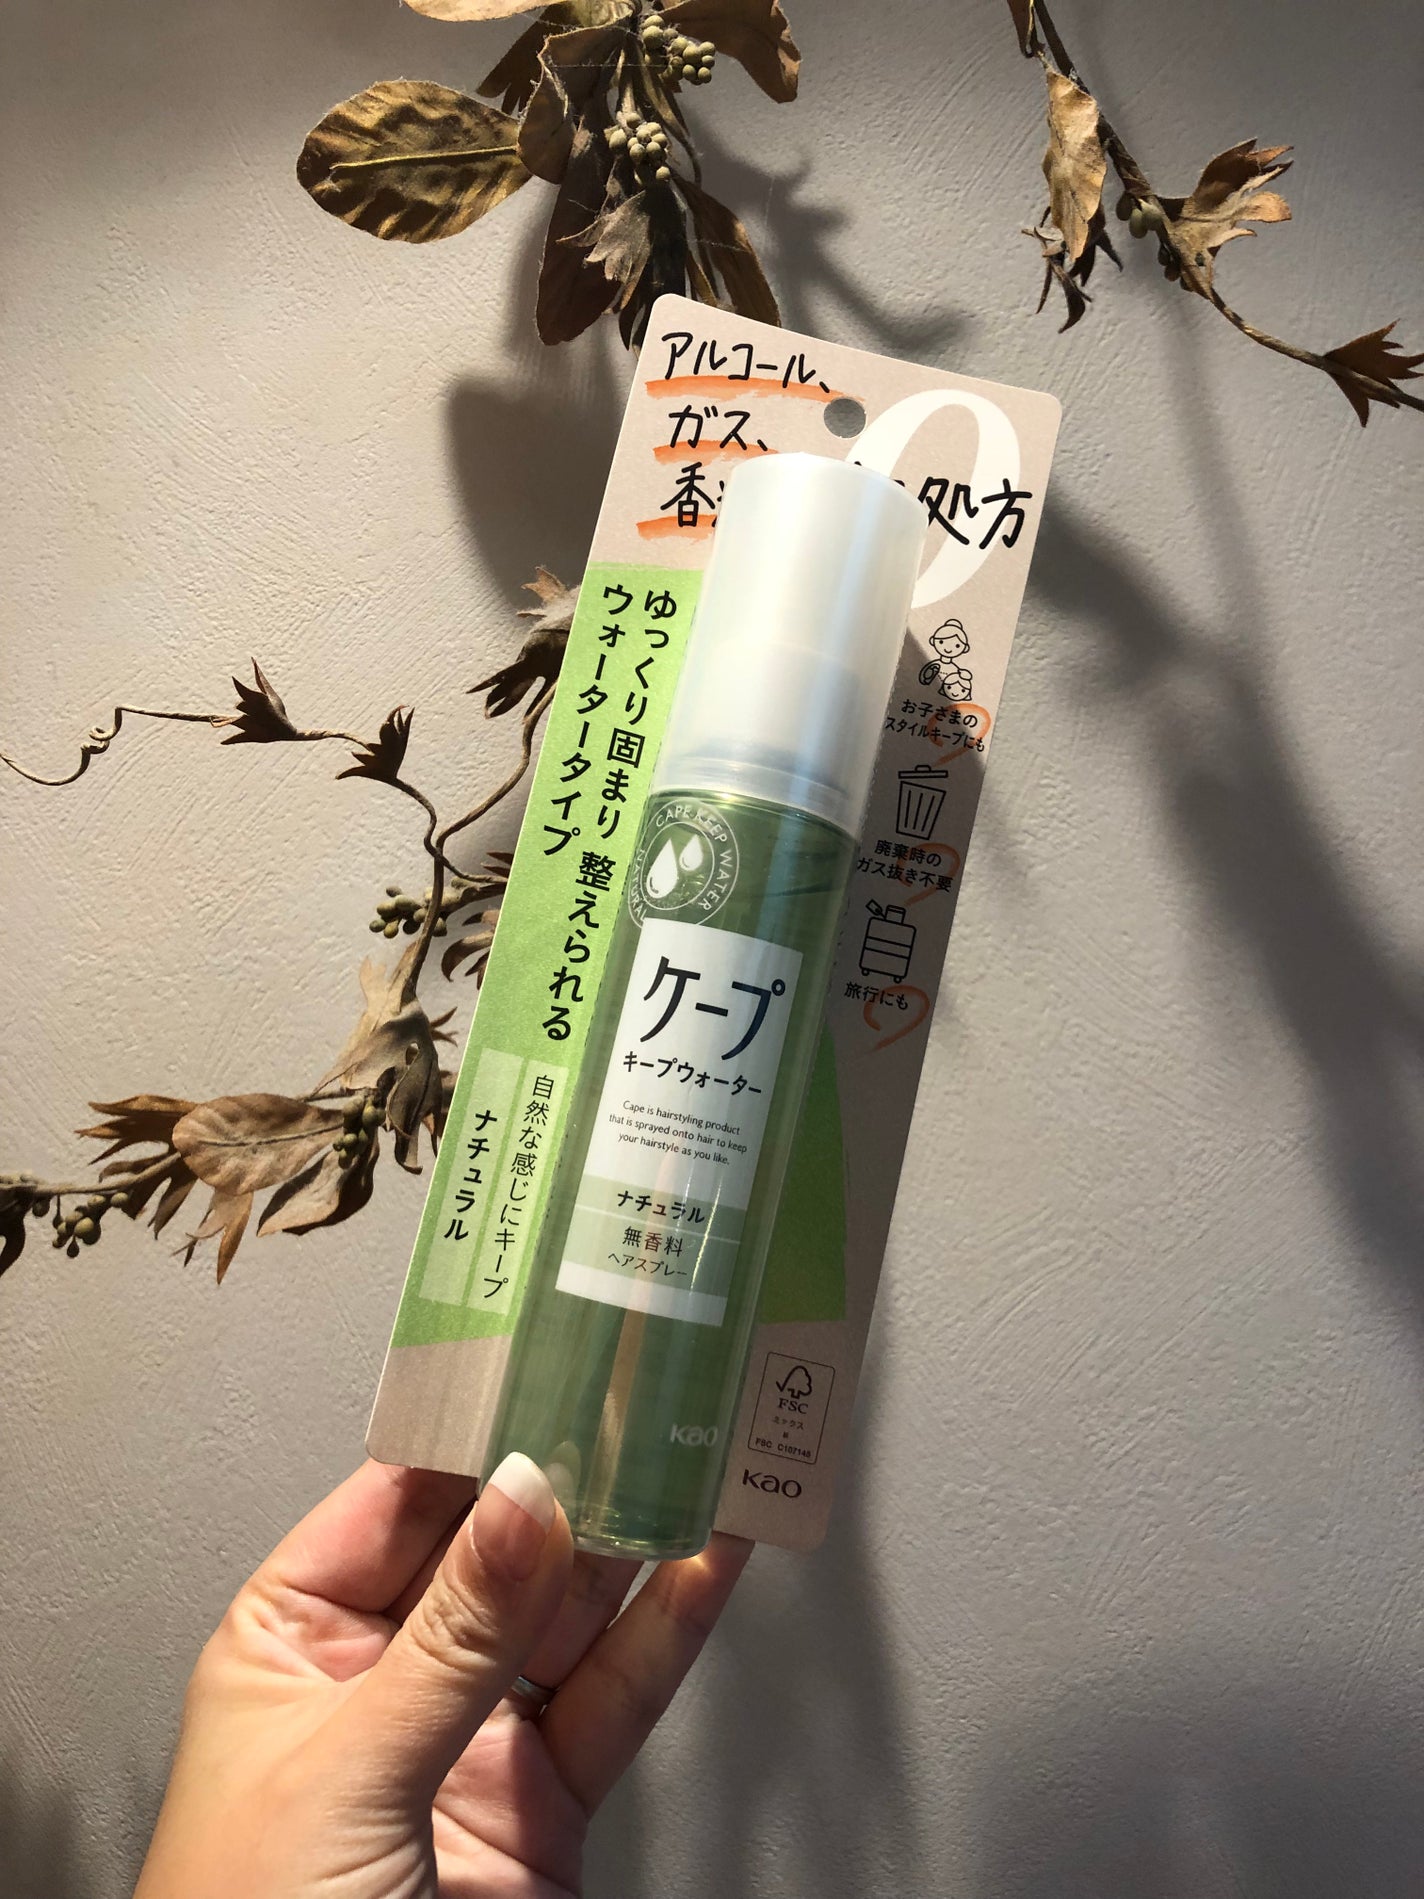 アルコール、
ガス、
香
処方
ゆっくり固まり 整えられる
ウォータータイプ
自然な感じにキープ
ナチュラル
お子さまの
スタイルキープにも
廃棄時の
ガス抜き不要
旅行にも
CAPE KEEP WATER
NATURAL
ケープ
キープウォーター
Cape is hairstyling product
that is sprayed onto hair to keep
your hairstyle as you like.
ナチュラル
無香料
ヘアスプレー
Kao
FSC
ミックス
紙
FSC C107146
Kao